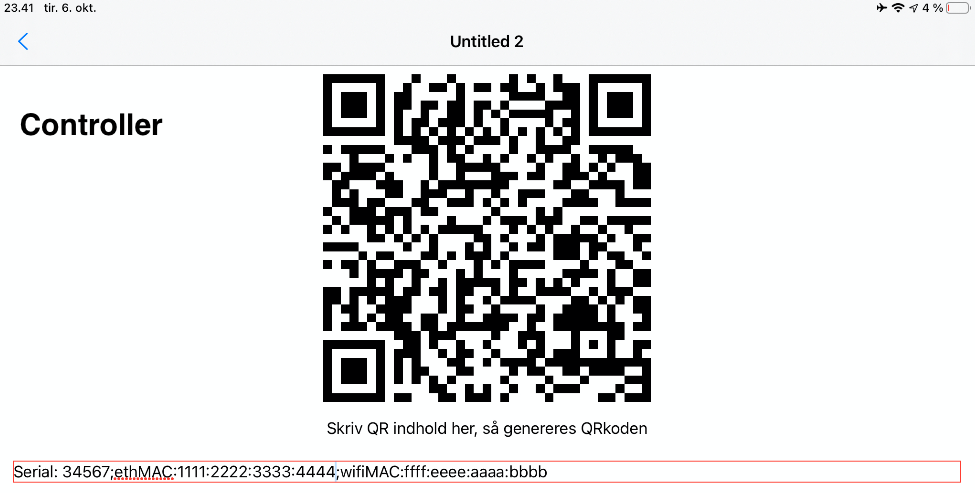 23.41 tir. 6. okt. 4 %
Untitled 2
Controller
Skriv QR indhold her, så genereres QRkoden
Serial: 34567;ethMAC:1111:2222:3333:4444;wifiMAC:ffff:eeee:aaaa:bbbb